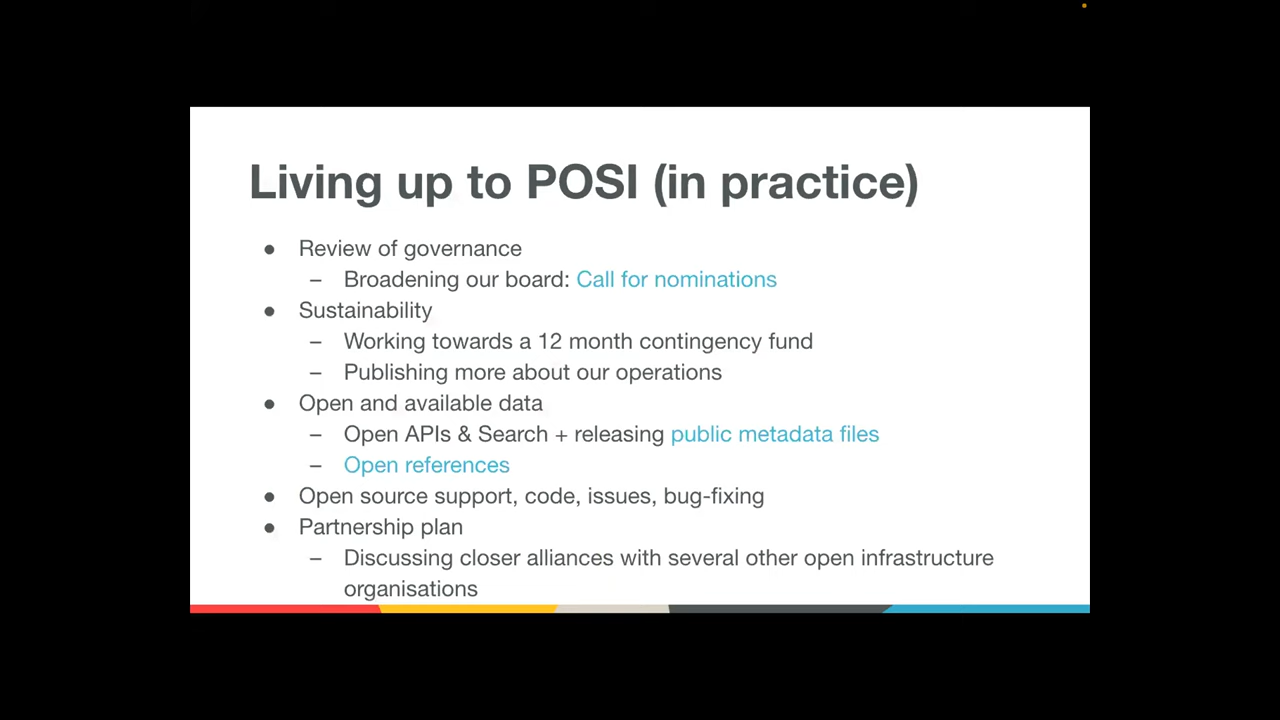 Living up to POSI (in practice)
● Review of governance
– Broadening our board: Call for nominations
● Sustainability
– Working towards a 12 month contingency fund
– Publishing more about our operations
● Open and available data
– Open APIs & Search + releasing public metadata files
– Open references
● Open source support, code, issues, bug-fixing
● Partnership plan
– Discussing closer alliances with several other open infrastructure
organisations